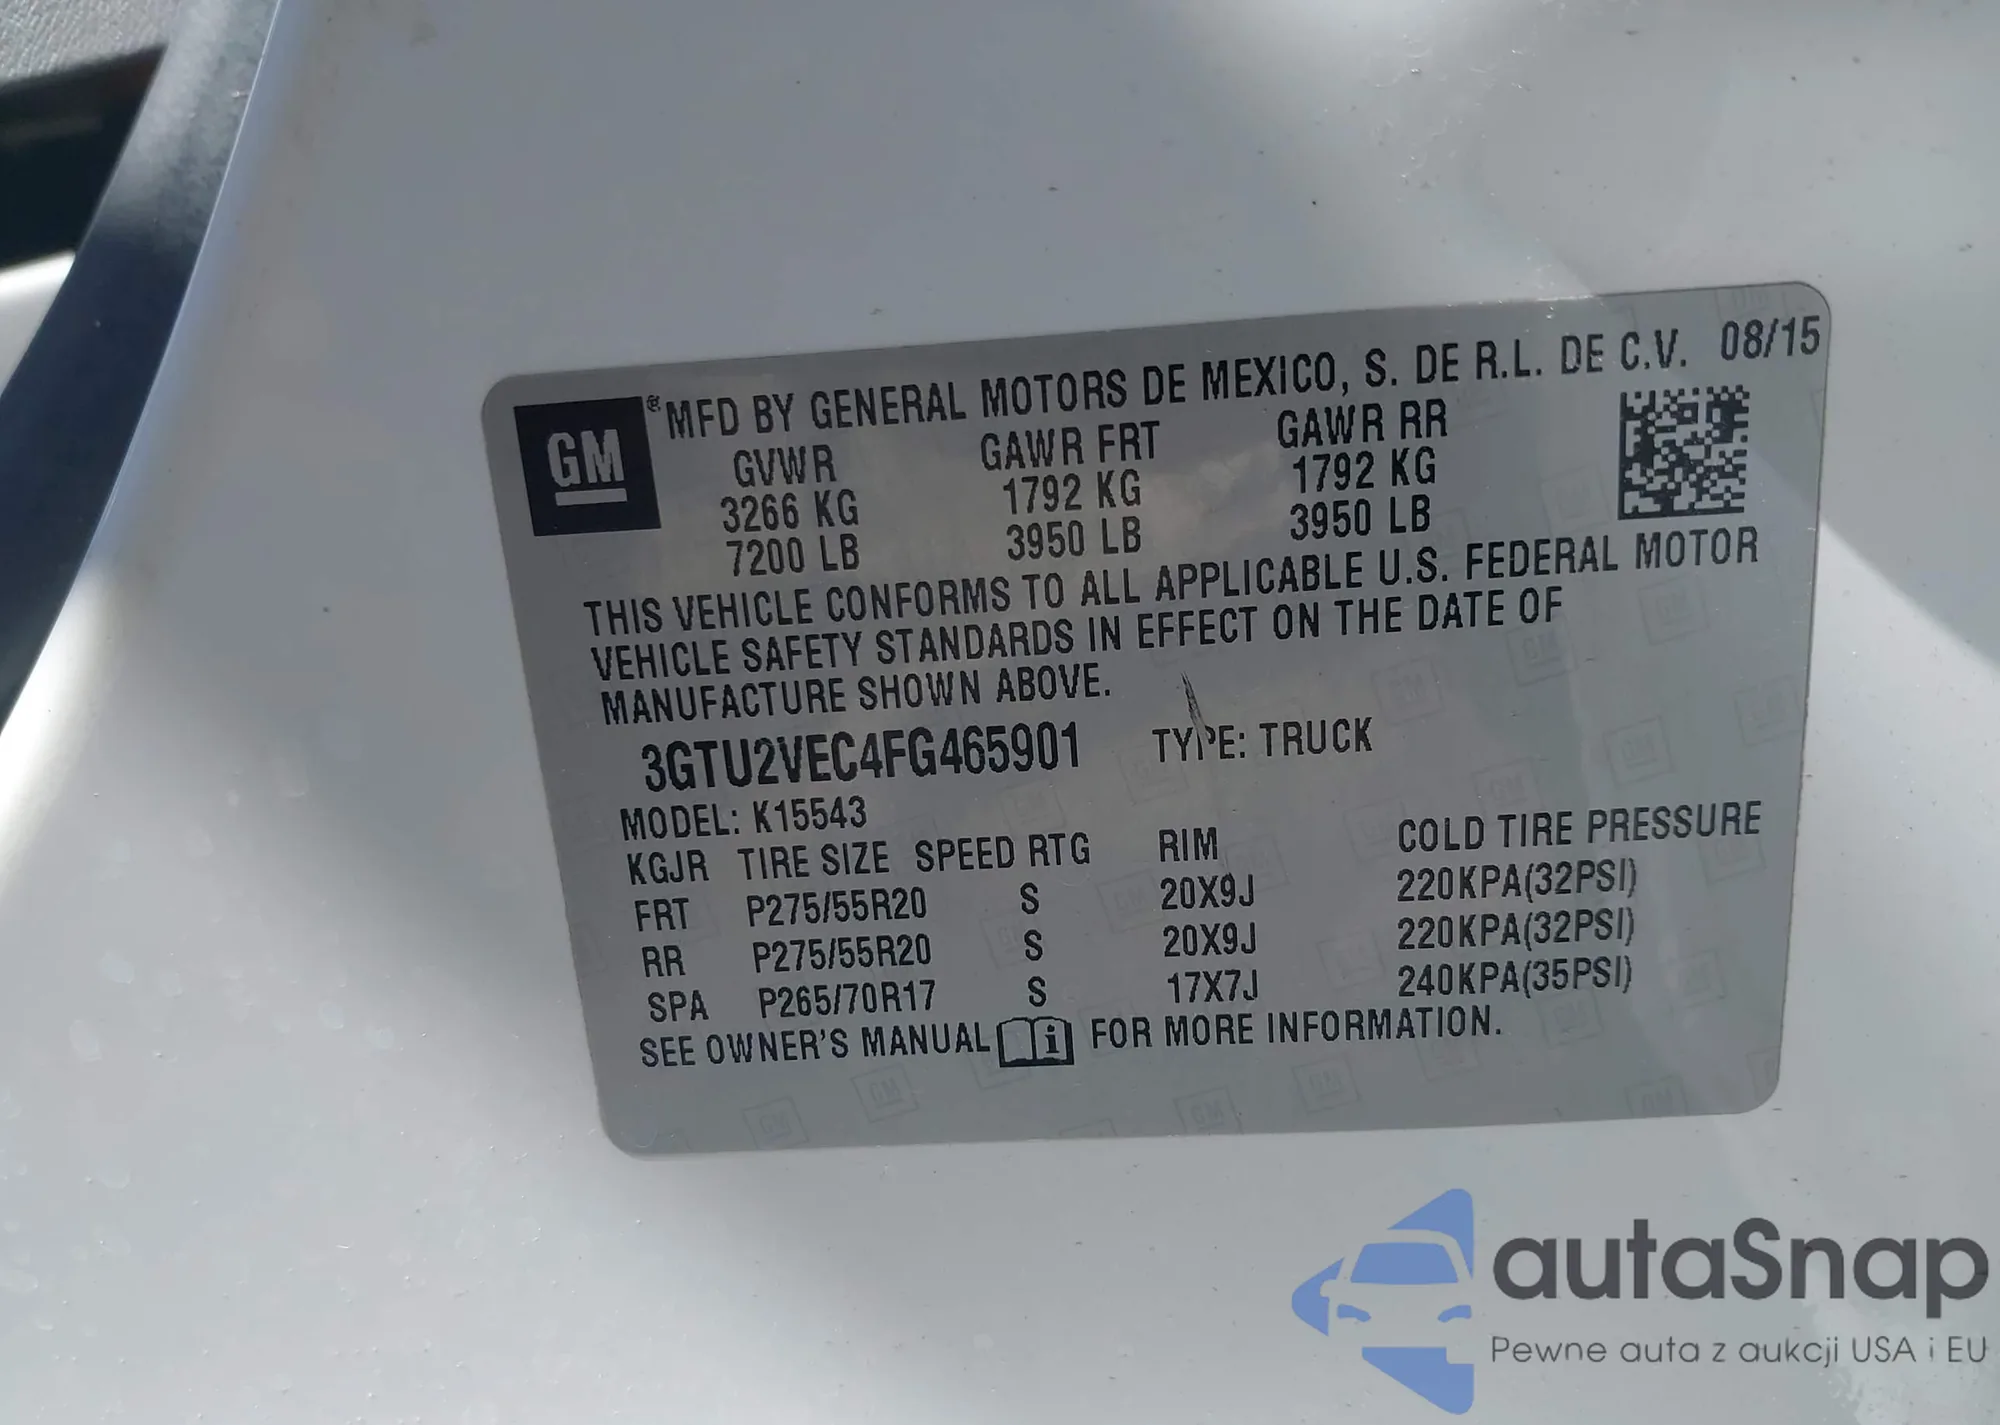 GM ® MFD BY GENERAL MOTORS DE MEXICO, S. DE R.L. DE C.V. 08/15
GVWR GAWR FRT GAWR RR
3266 KG 1792 KG 1792 KG
7200 LB 3950 LB 3950 LB
THIS VEHICLE CONFORMS TO ALL APPLICABLE U.S. FEDERAL MOTOR
VEHICLE SAFETY STANDARDS IN EFFECT ON THE DATE OF
MANUFACTURE SHOWN ABOVE.
3GTU2VEC4FG465901 TYPE: TRUCK
MODEL: K15543
KGJR TIRE SIZE SPEED RTG RIM COLD TIRE PRESSURE
FRT P275/55R20 S 20X9J 220KPA(32PSI)
RR P275/55R20 S 20X9J 220KPA(32PSI)
SPA P265/70R17 S 17X7J 240KPA(35PSI)
SEE OWNER'S MANUAL i FOR MORE INFORMATION.
autaSnap
Pewne auta z aukcji USA i EU